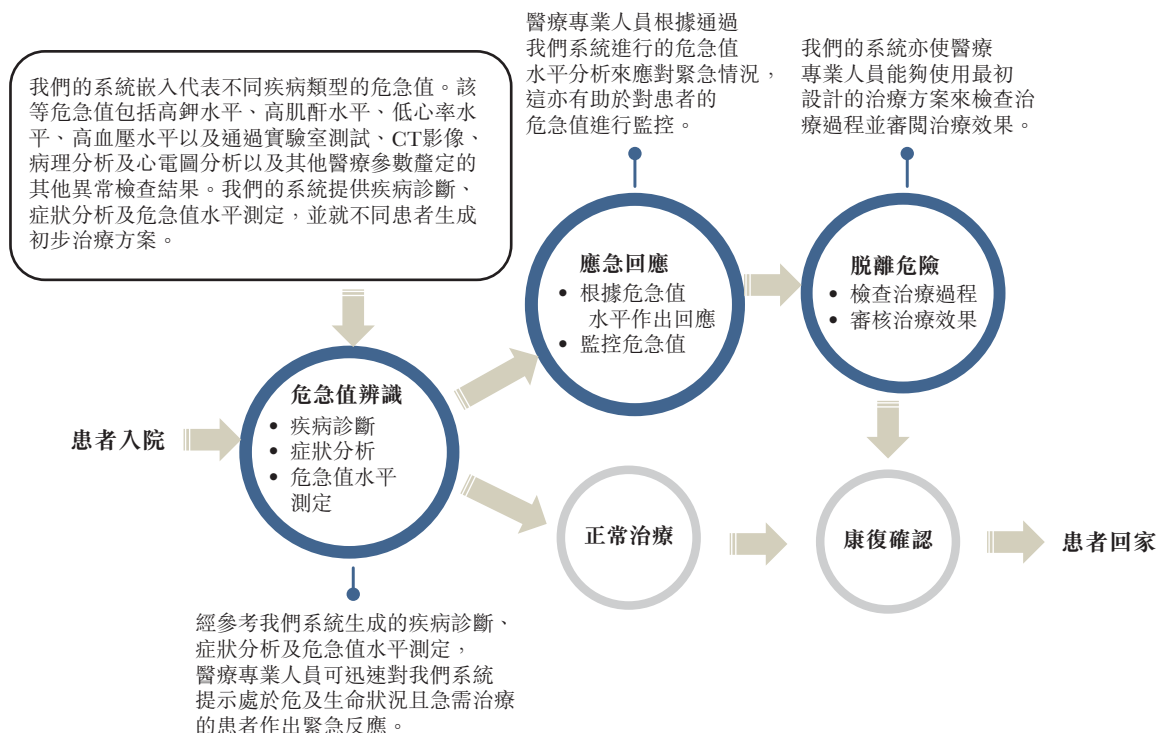 我們的系統嵌入代表不同疾病類型的危急值。該
等危急值包括高鉀水平、高肌酐水平、低心率水
平、高血壓水平以及通過實驗室測試、CT影像、
病理分析及心電圖分析以及其他醫療參數釐定的
其他異常檢查結果。我們的系統提供疾病診斷、
症狀分析及危急值水平測定，並就不同患者生成
初步治療方案。
醫療專業人員根據通過
我們系統進行的危急值
水平分析來應對緊急情況，
這亦有助於對患者的
危急值進行監控。
我們的系統亦使醫療
專業人員能夠使用最初
設計的治療方案來檢查治
療過程並審閱治療效果。
應急回應
• 根據危急值
水平作出回應
• 監控危急值
脱離危險
• 檢查治療過程
• 審核治療效果
患者入院
危急值辨識
• 疾病診斷
• 症狀分析
• 危急值水平
測定
正常治療
康復確認
患者回家
經參考我們系統生成的疾病診斷、
症狀分析及危急值水平測定，
醫療專業人員可迅速對我們系統
提示處於危及生命狀況且急需治療
的患者作出緊急反應。